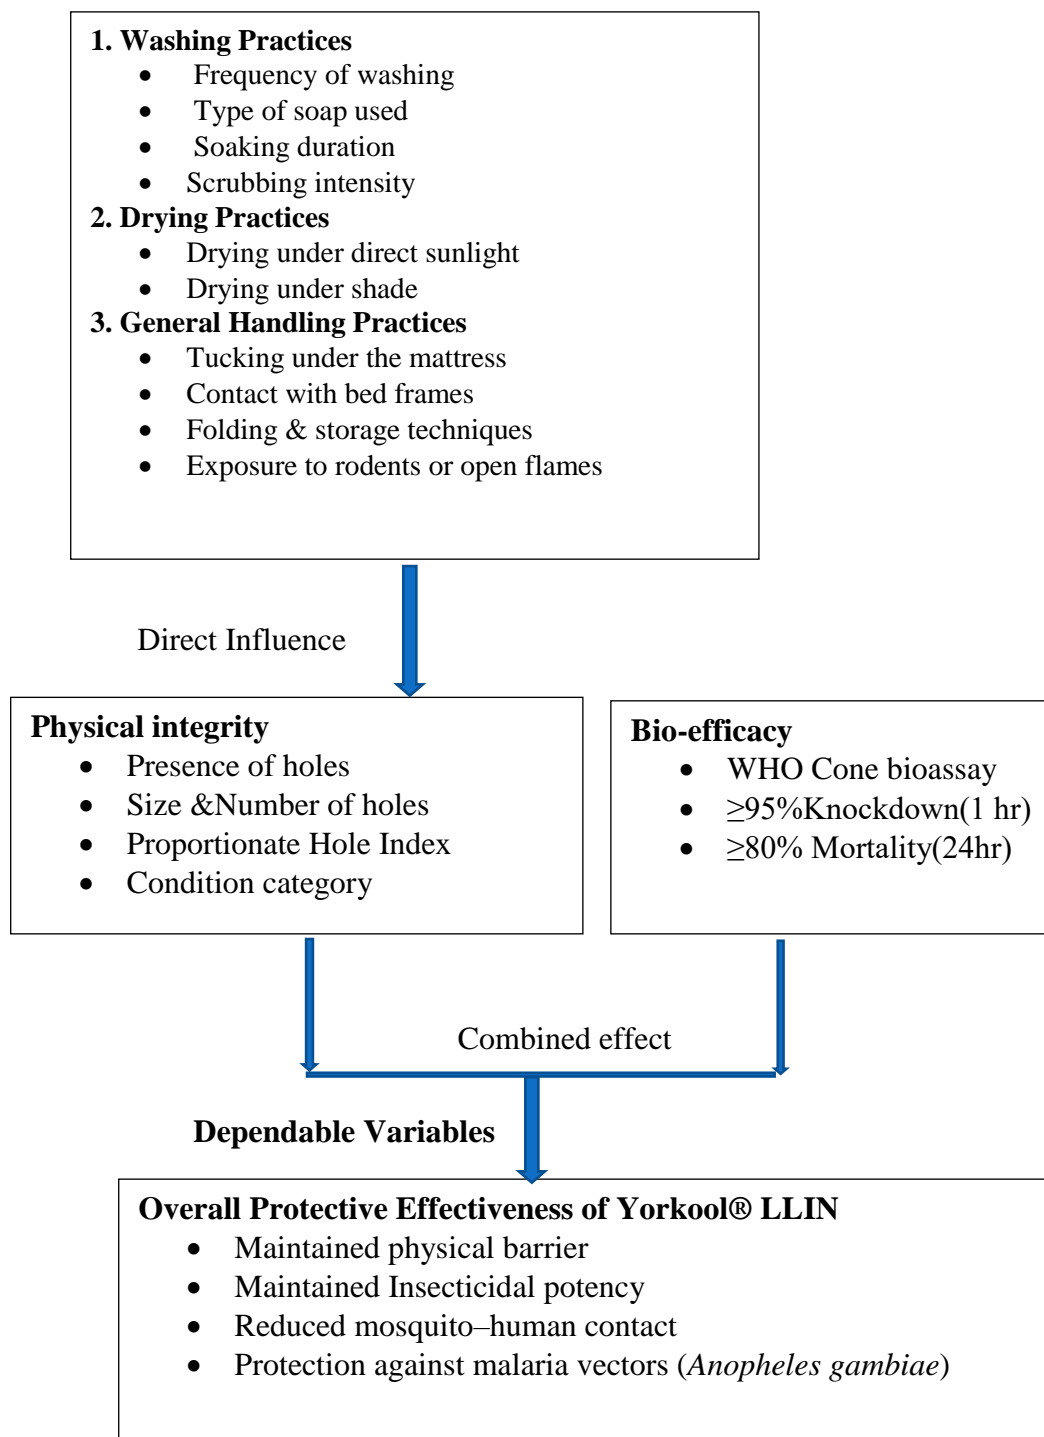 1. Washing Practices
• Frequency of washing
• Type of soap used
• Soaking duration
• Scrubbing intensity
2. Drying Practices
• Drying under direct sunlight
• Drying under shade
3. General Handling Practices
• Tucking under the mattress
• Contact with bed frames
• Folding & storage techniques
• Exposure to rodents or open flames
Direct Influence
Physical integrity
• Presence of holes
• Size &Number of holes
• Proportionate Hole Index
• Condition category
Bio-efficacy
• WHO Cone bioassay
• ≥95%Knockdown(1 hr)
• ≥80% Mortality(24hr)
Combined effect
Dependable Variables
Overall Protective Effectiveness of Yorkool® LLIN
• Maintained physical barrier
• Maintained Insecticidal potency
• Reduced mosquito–human contact
• Protection against malaria vectors (Anopheles gambiae)